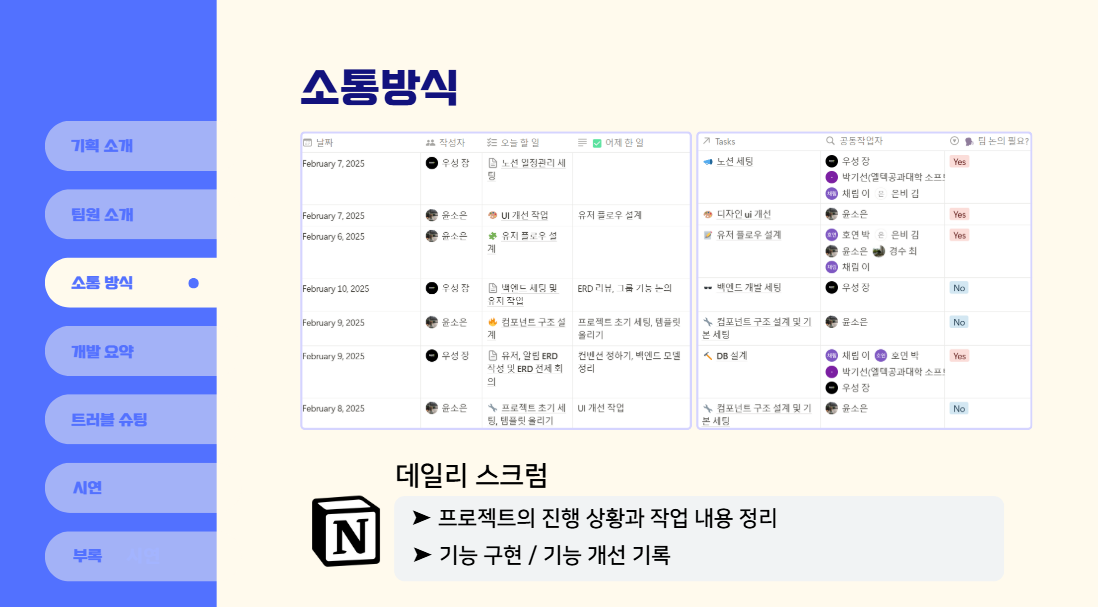 기획 소개
팀원 소개
소통 방식
개발 요약
트러블 슈팅
시연
부록
소통방식
날짜 작성자 오늘 할 일 어제 한 일
February 7, 2025 우성 장 노선 일정관리 세
팅
February 7, 2025 윤소은 UI 개선 작업 유저 플로우 설계
February 6, 2025 윤소은 유저 플로우 설
계
February 10, 2025 우성 장 백엔드 세팅 및 ERD 리뷰, 그룹 기능 논의
유저 작업
February 9, 2025 윤소은 컴포넌트 구조 설 프로젝트 초기 세팅, 템플릿
계 올리기
February 9, 2025 우성 장 유저, 알림 ERD 컨벤션 정하기, 백엔드 모델
작성 및 ERD 전체 회 정리
의
February 8, 2025 윤소은 프로젝트 초기 세 UI 개선 작업
팅, 템플릿 올리기
Tasks 공동작업자 팀 논의 필요?
노션 세팅 우성 장 Yes
박기선(엘텍공과대학 소프트
채림 이 은비 김
디자인 ui 개선 윤소은 Yes
유저 플로우 설계 호연 박 은비 김 Yes
윤소은 경수 최
채림 이
백엔드 개발 세팅 우성 장 No
컴포넌트 구조 설계 및 기 윤소은 No
본 세팅
DB 설계 채림 이 호연 박 Yes
박기선(엘텍공과대학 소프트
우성 장
컴포넌트 구조 설계 및 기 윤소은 No
본 세팅
데일리 스크럼
➤ 프로젝트의 진행 상황과 작업 내용 정리
➤ 기능 구현 / 기능 개선 기록